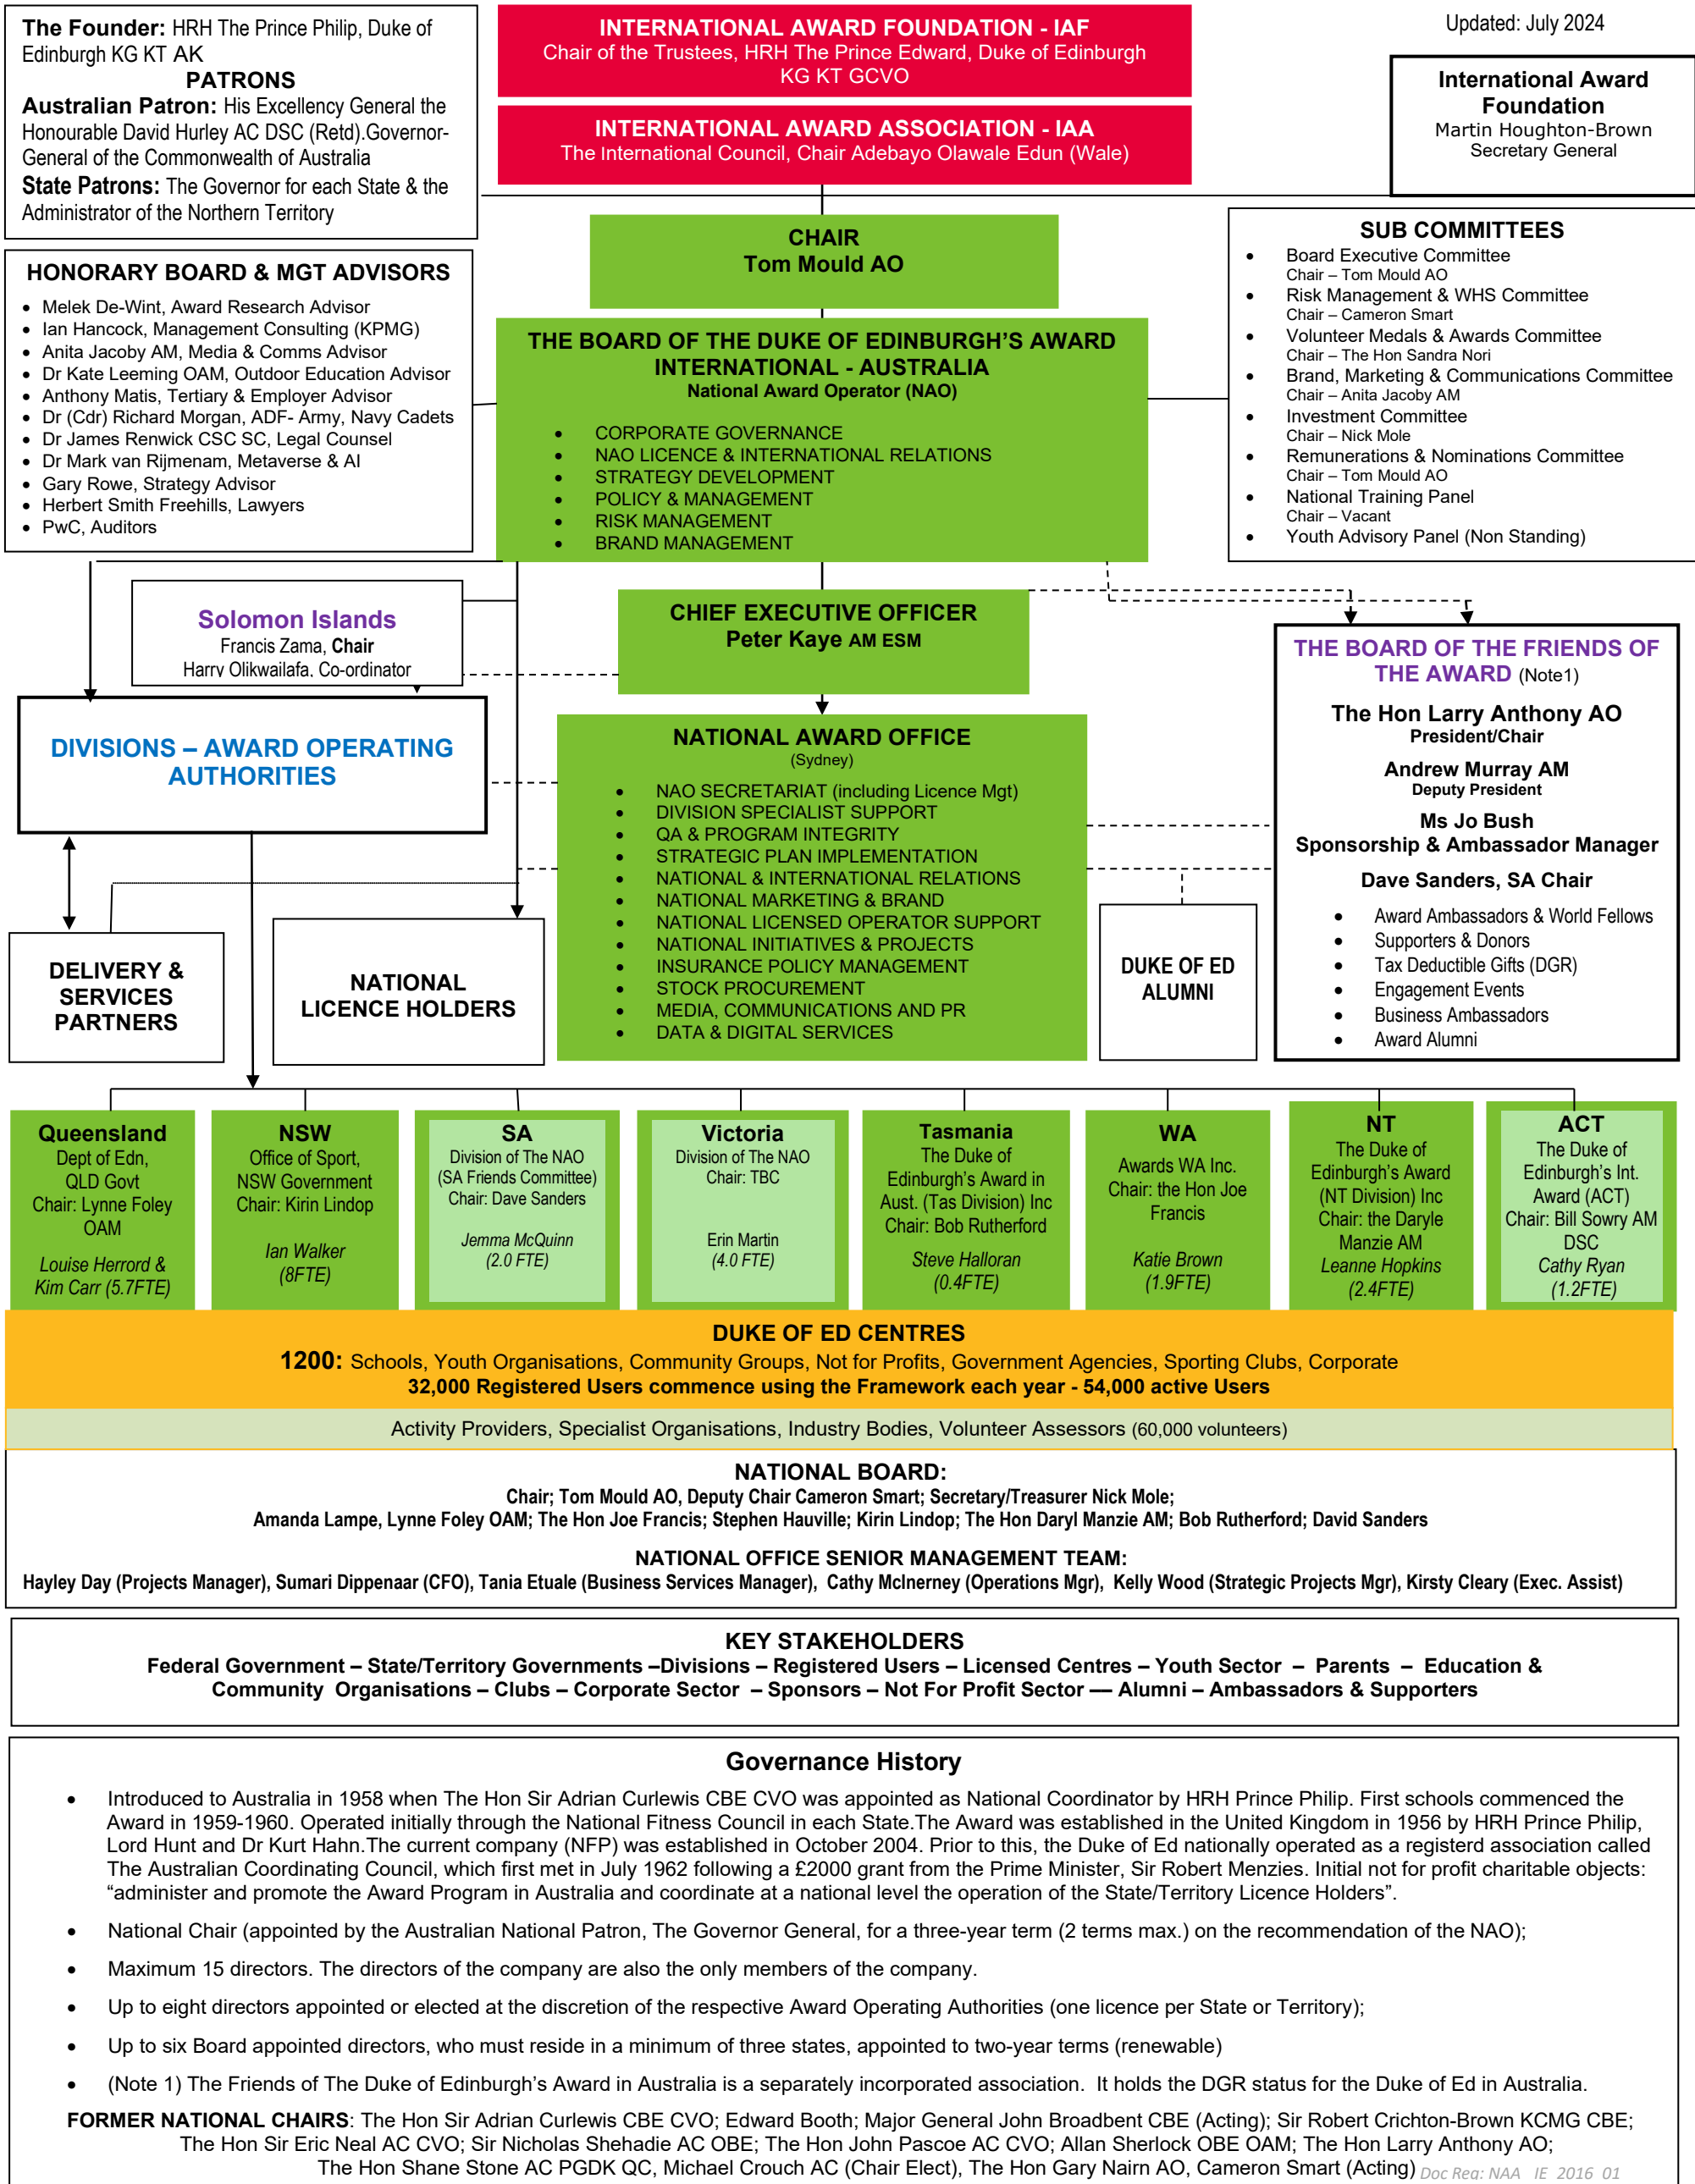 The Founder: HRH The Prince Philip, Duke of
Edinburgh KG KT AK
PATRONS
Australian Patron: His Excellency General the
Honourable David Hurley AC DSC (Retd).Governor-
General of the Commonwealth of Australia
State Patrons: The Governor for each State & the
Administrator of the Northern Territory
INTERNATIONAL AWARD FOUNDATION - IAF
Chair of the Trustees, HRH The Prince Edward, Duke of Edinburgh
KG KT GCVO
INTERNATIONAL AWARD ASSOCIATION - IAA
The International Council, Chair Adebayo Olawale Edun (Wale)
Updated: July 2024
International Award
Foundation
Martin Houghton-Brown
Secretary General
CHAIR
Tom Mould AO
HONORARY BOARD & MGT ADVISORS
• Melek De-Wint, Award Research Advisor
• Ian Hancock, Management Consulting (KPMG)
• Anita Jacoby AM, Media & Comms Advisor
• Dr Kate Leeming OAM, Outdoor Education Advisor
• Anthony Matis, Tertiary & Employer Advisor
• Dr (Cdr) Richard Morgan, ADF- Army, Navy Cadets
• Dr James Renwick CSC SC, Legal Counsel
• Dr Mark van Rijmenam, Metaverse & AI
• Gary Rowe, Strategy Advisor
• Herbert Smith Freehills, Lawyers
• PwC, Auditors
THE BOARD OF THE DUKE OF EDINBURGH'S AWARD
INTERNATIONAL - AUSTRALIA
National Award Operator (NAO)
• CORPORATE GOVERNANCE
• NAO LICENCE & INTERNATIONAL RELATIONS
• STRATEGY DEVELOPMENT
• POLICY & MANAGEMENT
• RISK MANAGEMENT
• BRAND MANAGEMENT
SUB COMMITTEES
• Board Executive Committee
Chair – Tom Mould AO
• Risk Management & WHS Committee
Chair – Cameron Smart
• Volunteer Medals & Awards Committee
Chair – The Hon Sandra Nori
• Brand, Marketing & Communications Committee
Chair – Anita Jacoby AM
• Investment Committee
Chair – Nick Mole
• Remunerations & Nominations Committee
Chair – Tom Mould AO
• National Training Panel
Chair – Vacant
• Youth Advisory Panel (Non Standing)
Solomon Islands
Francis Zama, Chair
Harry Olikwailafa, Co-ordinator
CHIEF EXECUTIVE OFFICER
Peter Kaye AM ESM
DIVISIONS – AWARD OPERATING
AUTHORITIES
NATIONAL AWARD OFFICE
(Sydney)
• NAO SECRETARIAT (including Licence Mgt)
• DIVISION SPECIALIST SUPPORT
• QA & PROGRAM INTEGRITY
• STRATEGIC PLAN IMPLEMENTATION
• NATIONAL & INTERNATIONAL RELATIONS
• NATIONAL MARKETING & BRAND
• NATIONAL LICENSED OPERATOR SUPPORT
• NATIONAL INITIATIVES & PROJECTS
• INSURANCE POLICY MANAGEMENT
• STOCK PROCUREMENT
• MEDIA, COMMUNICATIONS AND PR
• DATA & DIGITAL SERVICES
THE BOARD OF THE FRIENDS OF
THE AWARD (Note1)
The Hon Larry Anthony AO
President/Chair
Andrew Murray AM
Deputy President
Ms Jo Bush
Sponsorship & Ambassador Manager
Dave Sanders, SA Chair
• Award Ambassadors & World Fellows
• Supporters & Donors
• Tax Deductible Gifts (DGR)
• Engagement Events
• Business Ambassadors
• Award Alumni
DELIVERY &
SERVICES
PARTNERS
NATIONAL
LICENCE HOLDERS
DUKE OF ED
ALUMNI
Queensland
Dept of Edn,
QLD Govt
Chair: Lynne Foley
OAM
Louise Herrord &
Kim Carr (5.7FTE)
NSW
Office of Sport,
NSW Government
Chair: Kirin Lindop
Ian Walker
(8FTE)
SA
Division of The NAO
(SA Friends Committee)
Chair: Dave Sanders
Jemma McQuinn
(2.0 FTE)
Victoria
Division of The NAO
Chair: TBC
Erin Martin
(4.0 FTE)
Tasmania
The Duke of
Edinburgh's Award in
Aust. (Tas Division) Inc
Chair: Bob Rutherford
Steve Halloran
(0.4FTE)
WA
Awards WA Inc.
Chair: the Hon Joe
Francis
Katie Brown
(1.9FTE)
NT
The Duke of
Edinburgh's Award
(NT Division) Inc
Chair: the Daryle
Manzie AM
Leanne Hopkins
(2.4FTE)
ACT
The Duke of
Edinburgh's Int.
Award (ACT)
Chair: Bill Sowry AM
DSC
Cathy Ryan
(1.2FTE)
DUKE OF ED CENTRES
1200: Schools, Youth Organisations, Community Groups, Not for Profits, Government Agencies, Sporting Clubs, Corporate
32,000 Registered Users commence using the Framework each year - 54,000 active Users
Activity Providers, Specialist Organisations, Industry Bodies, Volunteer Assessors (60,000 volunteers)
NATIONAL BOARD:
Chair; Tom Mould AO, Deputy Chair Cameron Smart; Secretary/Treasurer Nick Mole;
Amanda Lampe, Lynne Foley OAM; The Hon Joe Francis; Stephen Hauville; Kirin Lindop; The Hon Daryl Manzie AM; Bob Rutherford; David Sanders
NATIONAL OFFICE SENIOR MANAGEMENT TEAM:
Hayley Day (Projects Manager), Sumari Dippenaar (CFO), Tania Etuale (Business Services Manager), Cathy McInerney (Operations Mgr), Kelly Wood (Strategic Projects Mgr), Kirsty Cleary (Exec. Assist)
KEY STAKEHOLDERS
Federal Government – State/Territory Governments –Divisions – Registered Users – Licensed Centres – Youth Sector – Parents – Education &
Community Organisations – Clubs – Corporate Sector – Sponsors – Not For Profit Sector –– Alumni – Ambassadors & Supporters
Governance History
• Introduced to Australia in 1958 when The Hon Sir Adrian Curlewis CBE CVO was appointed as National Coordinator by HRH Prince Philip. First schools commenced the
Award in 1959-1960. Operated initially through the National Fitness Council in each State.The Award was established in the United Kingdom in 1956 by HRH Prince Philip,
Lord Hunt and Dr Kurt Hahn.The current company (NFP) was established in October 2004. Prior to this, the Duke of Ed nationally operated as a registerd association called
The Australian Coordinating Council, which first met in July 1962 following a £2000 grant from the Prime Minister, Sir Robert Menzies. Initial not for profit charitable objects:
“administer and promote the Award Program in Australia and coordinate at a national level the operation of the State/Territory Licence Holders”.
• National Chair (appointed by the Australian National Patron, The Governor General, for a three-year term (2 terms max.) on the recommendation of the NAO);
• Maximum 15 directors. The directors of the company are also the only members of the company.
• Up to eight directors appointed or elected at the discretion of the respective Award Operating Authorities (one licence per State or Territory);
• Up to six Board appointed directors, who must reside in a minimum of three states, appointed to two-year terms (renewable)
• (Note 1) The Friends of The Duke of Edinburgh's Award in Australia is a separately incorporated association. It holds the DGR status for the Duke of Ed in Australia.
FORMER NATIONAL CHAIRS: The Hon Sir Adrian Curlewis CBE CVO; Edward Booth; Major General John Broadbent CBE (Acting); Sir Robert Crichton-Brown KCMG CBE;
The Hon Sir Eric Neal AC CVO; Sir Nicholas Shehadie AC OBE; The Hon John Pascoe AC CVO; Allan Sherlock OBE OAM; The Hon Larry Anthony AO;
The Hon Shane Stone AC PGDK QC, Michael Crouch AC (Chair Elect), The Hon Gary Nairn AO, Cameron Smart (Acting)
Doc Reg: NAA_IE_2016_01